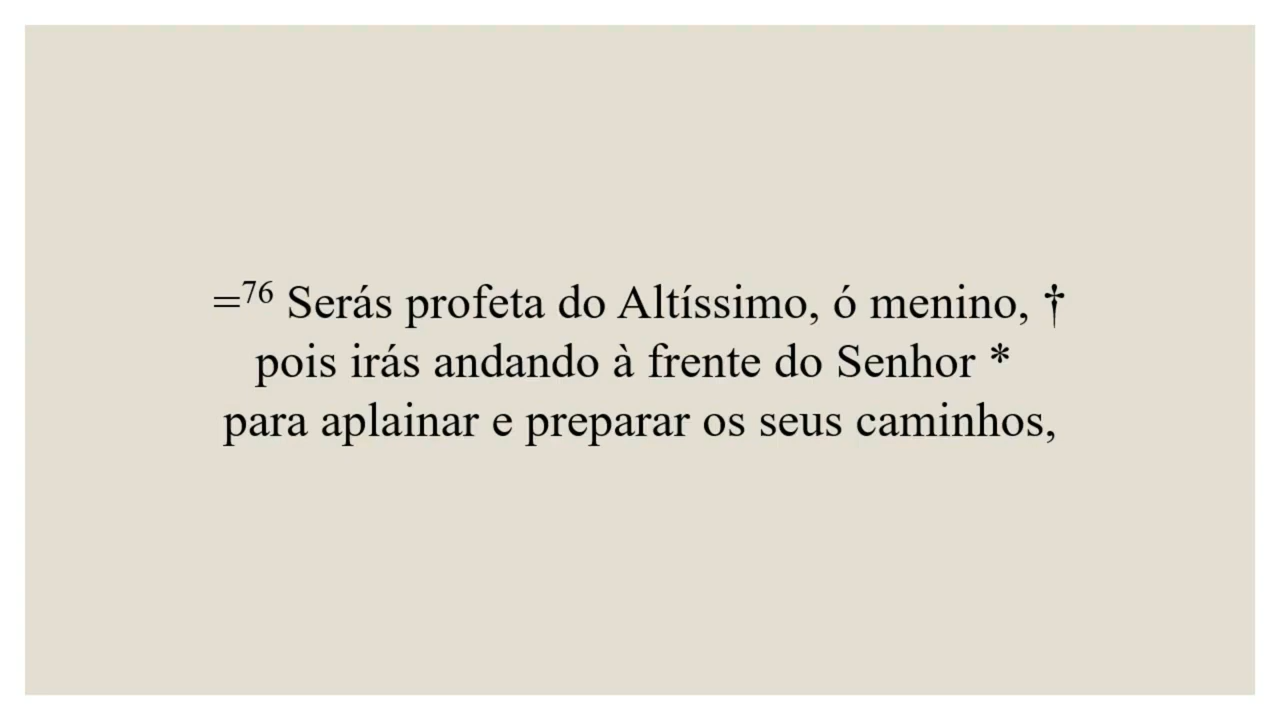 =⁷⁶ Serás profeta do Altíssimo, ó menino, †
pois irás andando à frente do Senhor *
para aplainar e preparar os seus caminhos,